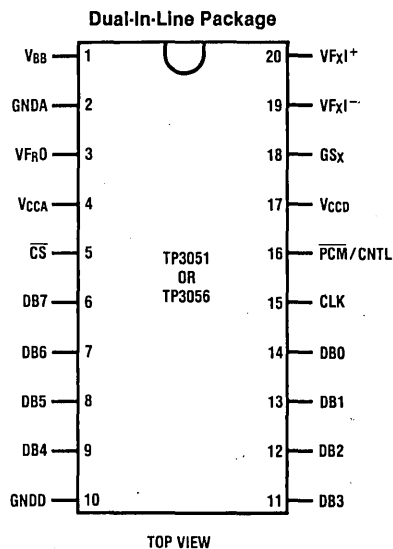 Dual-In-Line Package
VBB 1 20 VFXI+
GNDA 2 19 VFXI−
VFRO 3 18 GSX
VCCA 4 17 VCCD
C̅S̅ 5 16 P̅C̅M̅/CNTL
TP3051
OR
TP3056
DB7 6 15 CLK
DB6 7 14 DB0
DB5 8 13 DB1
DB4 9 12 DB2
GNDD 10 11 DB3
TOP VIEW